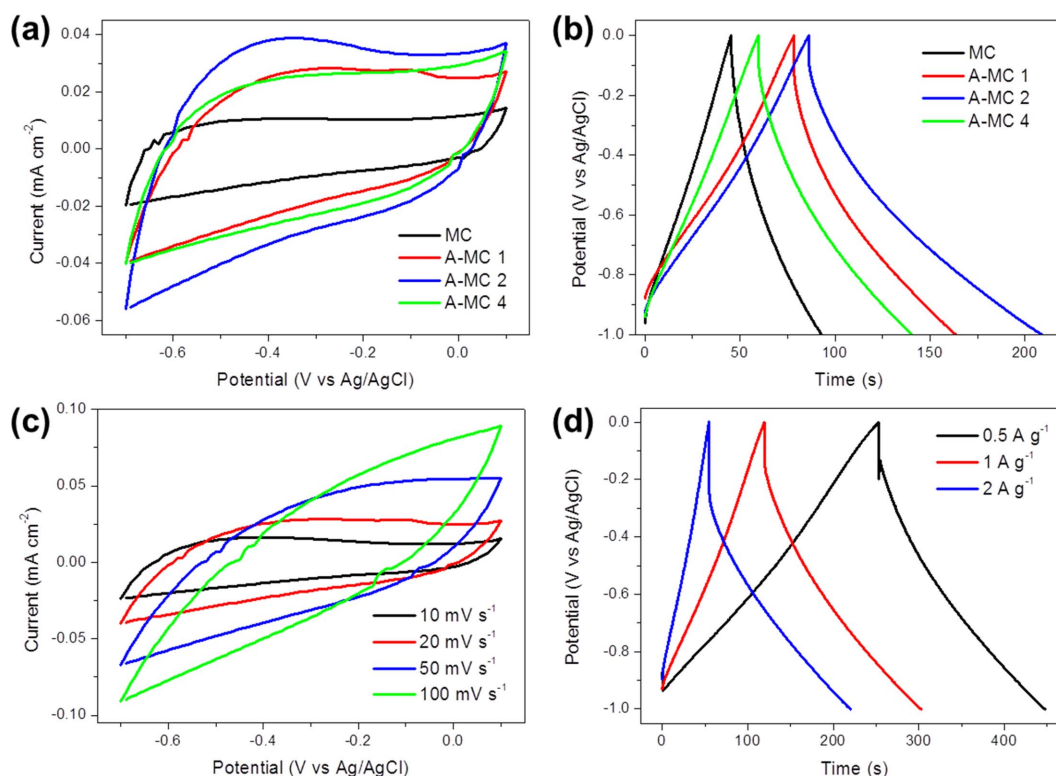 (a)
0.04
0.02
0.00
-0.02
-0.04
-0.06
Current (mA cm-2)
-0.6
-0.4
-0.2
0.0
Potential (V vs Ag/AgCl)
MC
A-MC 1
A-MC 2
A-MC 4
(b)
0.0
-0.2
-0.4
-0.6
-0.8
-1.0
Potential (V vs Ag/AgCl)
0
50
100
150
200
Time (s)
MC
A-MC 1
A-MC 2
A-MC 4
(c)
0.10
0.05
0.00
-0.05
-0.10
Current (mA cm-2)
-0.6
-0.4
-0.2
0.0
Potential (V vs Ag/AgCl)
10 mV s-1
20 mV s-1
50 mV s-1
100 mV s-1
(d)
0.0
-0.2
-0.4
-0.6
-0.8
-1.0
Potential (V vs Ag/AgCl)
0
100
200
300
400
Time (s)
0.5 A g-1
1 A g-1
2 A g-1